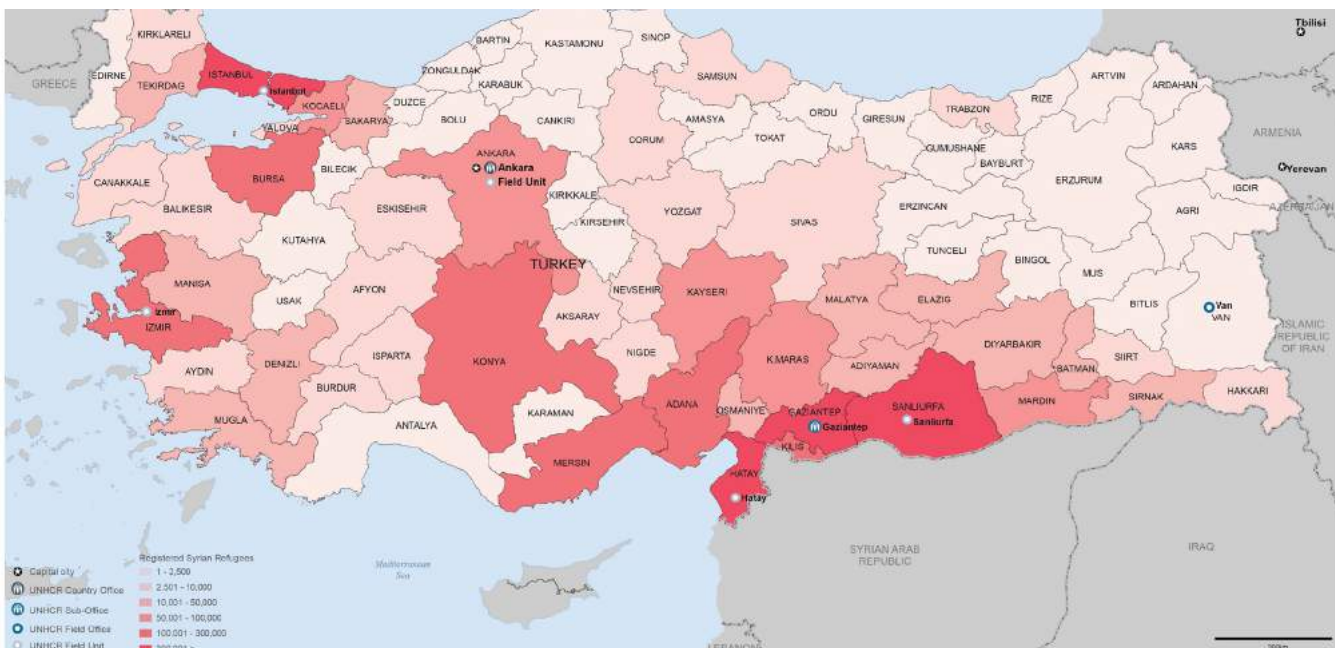 Tbilisi
KIRKLARELI
BARTIN
KASTAMONU
SINOP
ZONGULDAK
KARABUK
EDIRNE
ISTANBUL
Istanbul
GREECE
TEKIRDAG
KOCAELI
SAKARYA
YALOVA
DUZCE
BOLU
CANKIRI
SAMSUN
CORUM
AMASYA
TOKAT
ORDU
GIRESUN
TRABZON
RIZE
ARTVIN
ARDAHAN
GUMUSHANE
BAYBURT
KARS
ARMENIA
Yerevan
IGDIR
AZERBAIJAN
ERZURUM
AGRI
ANKARA
Ankara
Field Unit
BURSA
BILECIK
CANAKKALE
BALIKESIR
ESKISEHIR
KIRIKKALE
KIRSEHIR
YOZGAT
SIVAS
ERZINCAN
TUNCELI
BINGOL
MUS
BITLIS
Van
VAN
KUTAHYA
TURKEY
MANISA
USAK
AFYON
NEVSEHIR
KAYSERI
MALATYA
ELAZIG
AKSARAY
Izmir
IZMIR
ISLAMIC
REPUBLIC
OF IRAN
AYDIN
DENIZLI
ISPARTA
KONYA
NIGDE
K.MARAS
ADIYAMAN
DIYARBAKIR
BATMAN
SIIRT
HAKKARI
SIRNAK
MARDIN
BURDUR
MUGLA
ANTALYA
KARAMAN
ADANA
OSMANIYE
GAZIANTEP
Gaziantep
SANLIURFA
Sanliurfa
KILIS
MERSIN
HATAY
Hatay
SYRIAN ARAB
REPUBLIC
IRAQ
Mediterranean
Sea
Capital city
UNHCR Country Office
UNHCR Sub-Office
UNHCR Field Office
UNHCR Field Unit
Registered Syrian Refugees
1 - 2,500
2,501 - 10,000
10,001 - 50,000
50,001 - 100,000
100,001 - 300,000
LEBANON